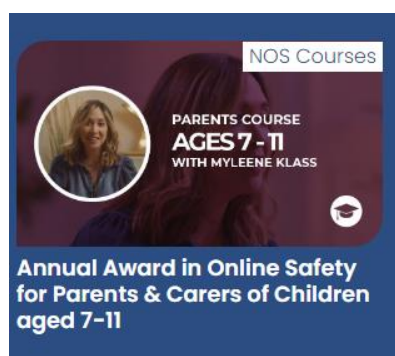 NOS Courses
PARENTS COURSE
AGES 7 - 11
WITH MYLEENE KLASS
Annual Award in Online Safety
for Parents & Carers of Children
aged 7-11